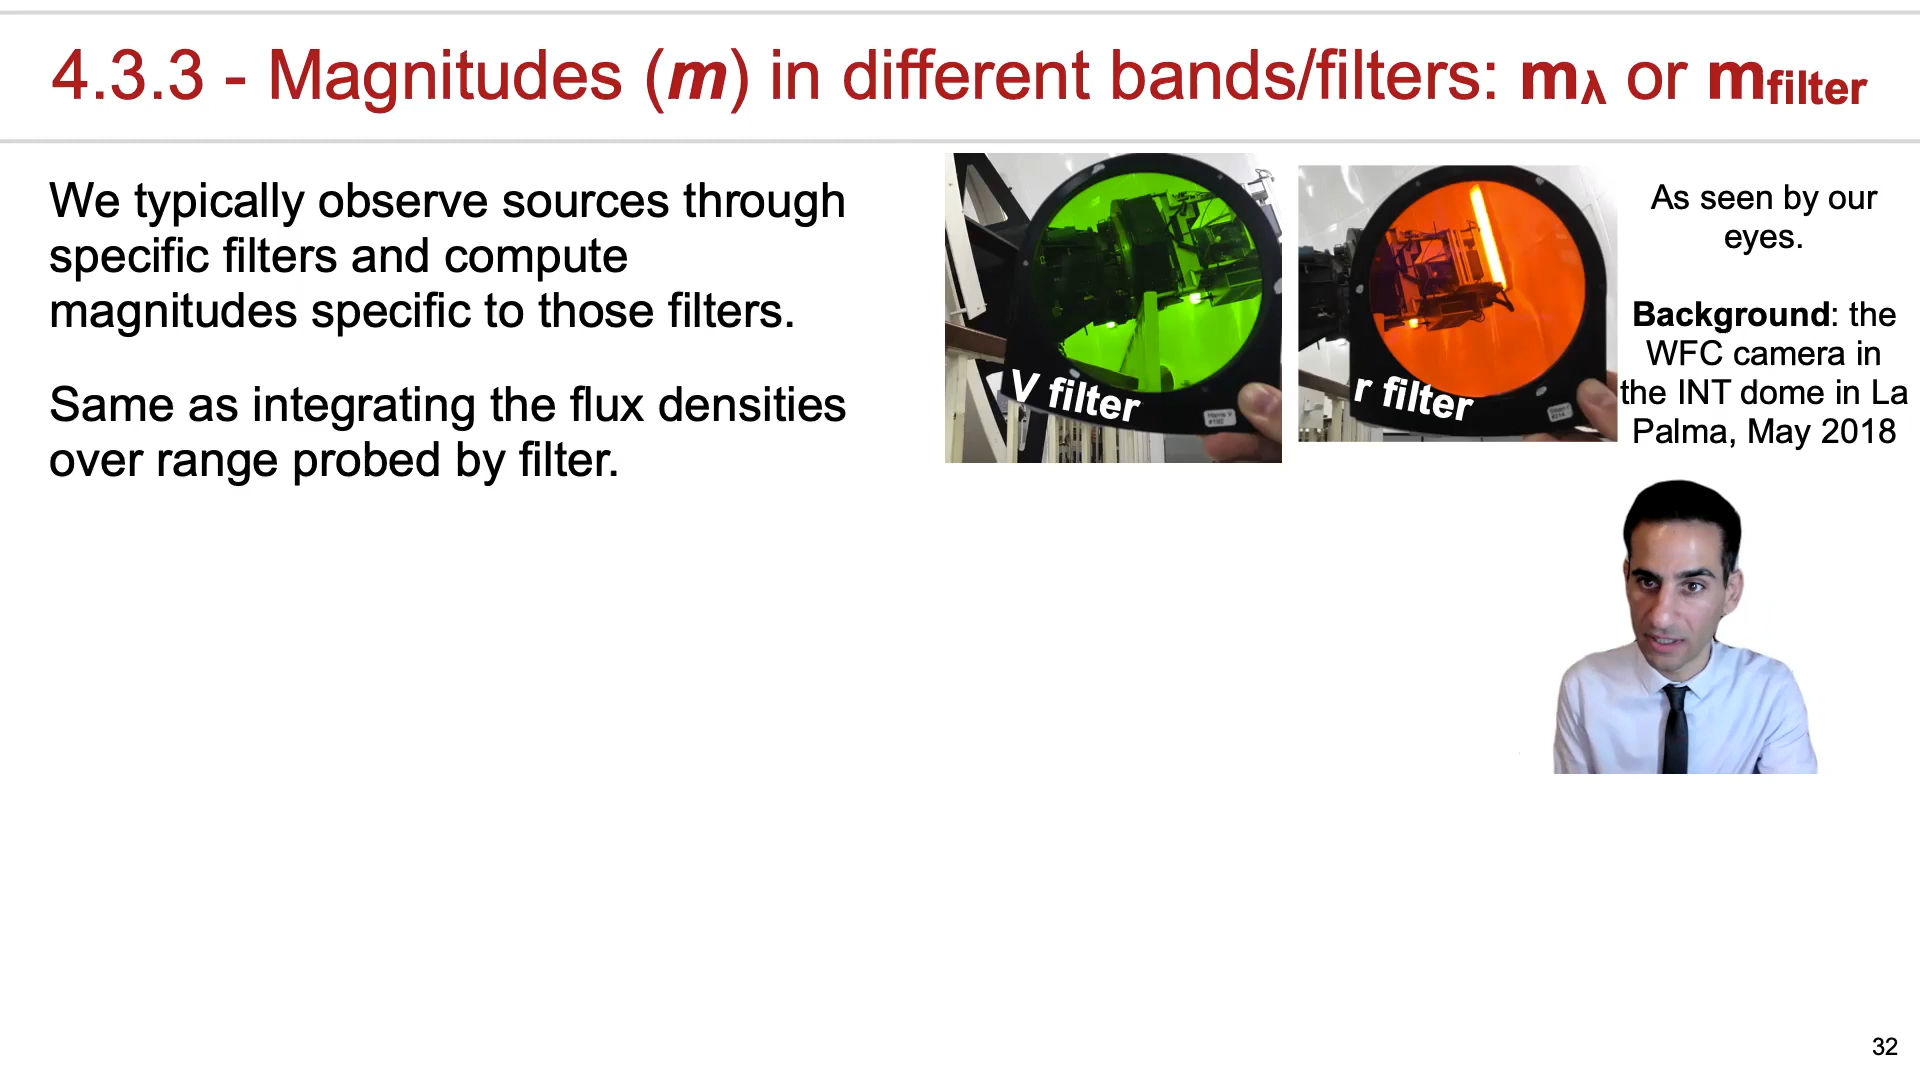 4.3.3 - Magnitudes (m) in different bands/filters: mλ or mfilter
We typically observe sources through
specific filters and compute
magnitudes specific to those filters.
Same as integrating the flux densities
over range probed by filter.
V filter
r filter
As seen by our
eyes.
Background: the
WFC camera in
the INT dome in La
Palma, May 2018
32